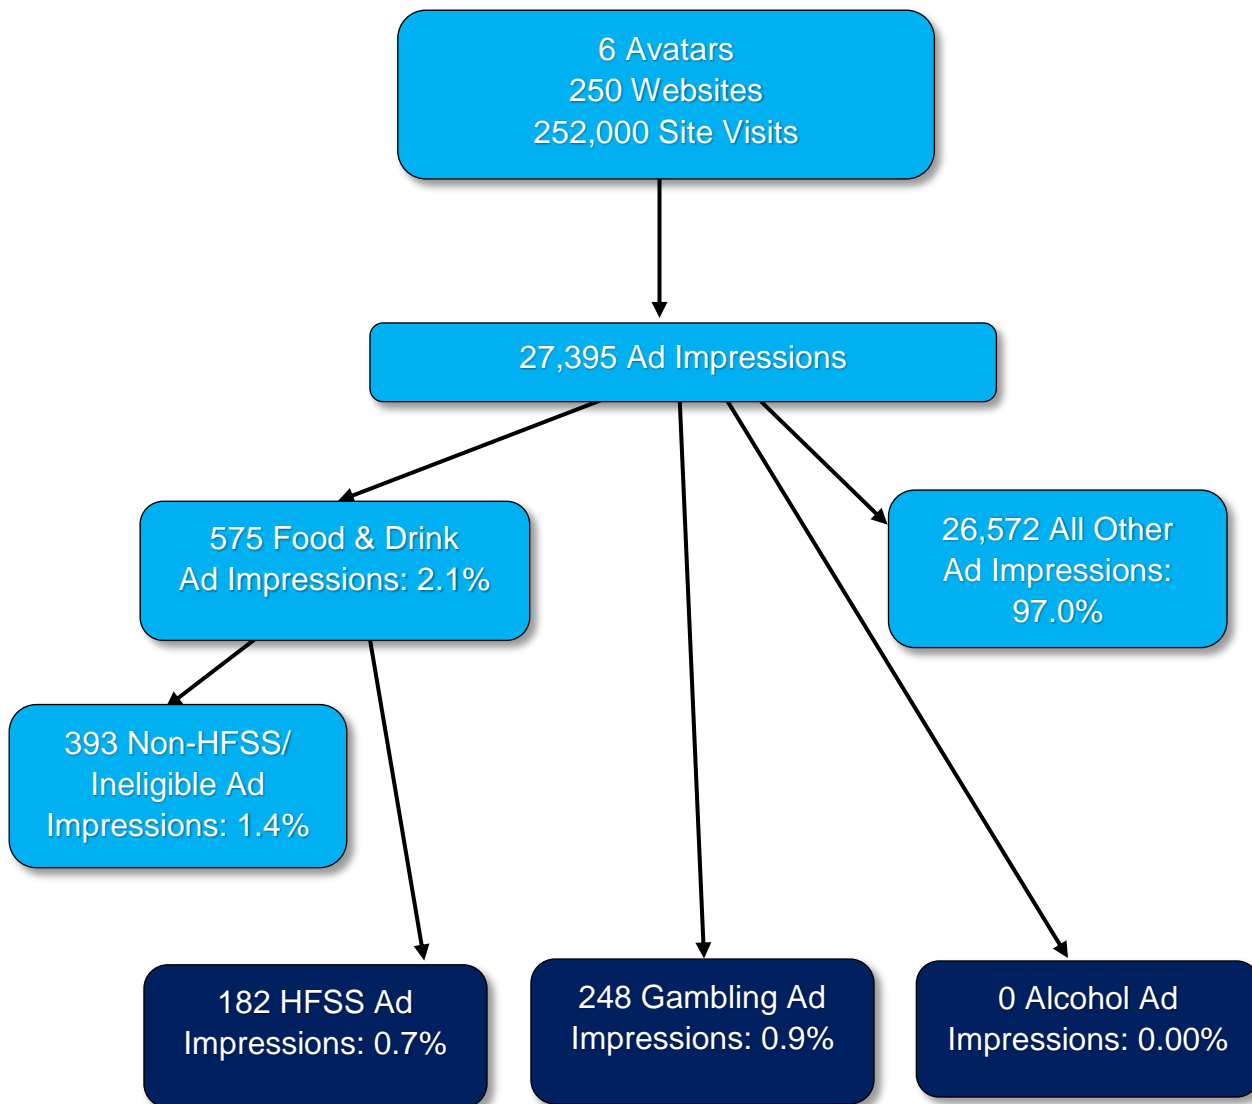 6 Avatars
250 Websites
252,000 Site Visits
27,395 Ad Impressions
575 Food & Drink
Ad Impressions: 2.1%
26,572 All Other
Ad Impressions:
97.0%
393 Non-HFSS/
Ineligible Ad
Impressions: 1.4%
182 HFSS Ad
Impressions: 0.7%
248 Gambling Ad
Impressions: 0.9%
0 Alcohol Ad
Impressions: 0.00%